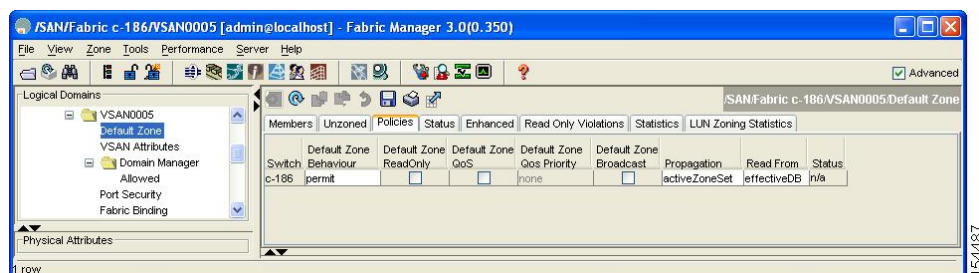 /SAN/Fabric c-186/VSAN0005 [admin@localhost] - Fabric Manager 3.0(0.350)
File View Zone Tools Performance Server Help
Advanced
Logical Domains
/SAN/Fabric c-186/VSAN0005/Default Zone
VSAN0005
Default Zone
VSAN Attributes
Domain Manager
Allowed
Port Security
Fabric Binding
Physical Attributes
Members Unzoned Policies Status Enhanced Read Only Violations Statistics LUN Zoning Statistics
Default Zone Default Zone Default Zone Default Zone Default Zone
Switch Behaviour ReadOnly QoS Qos Priority Broadcast Propagation Read From Status
c-186 permit none activeZoneSet effectiveDB n/a
1 row